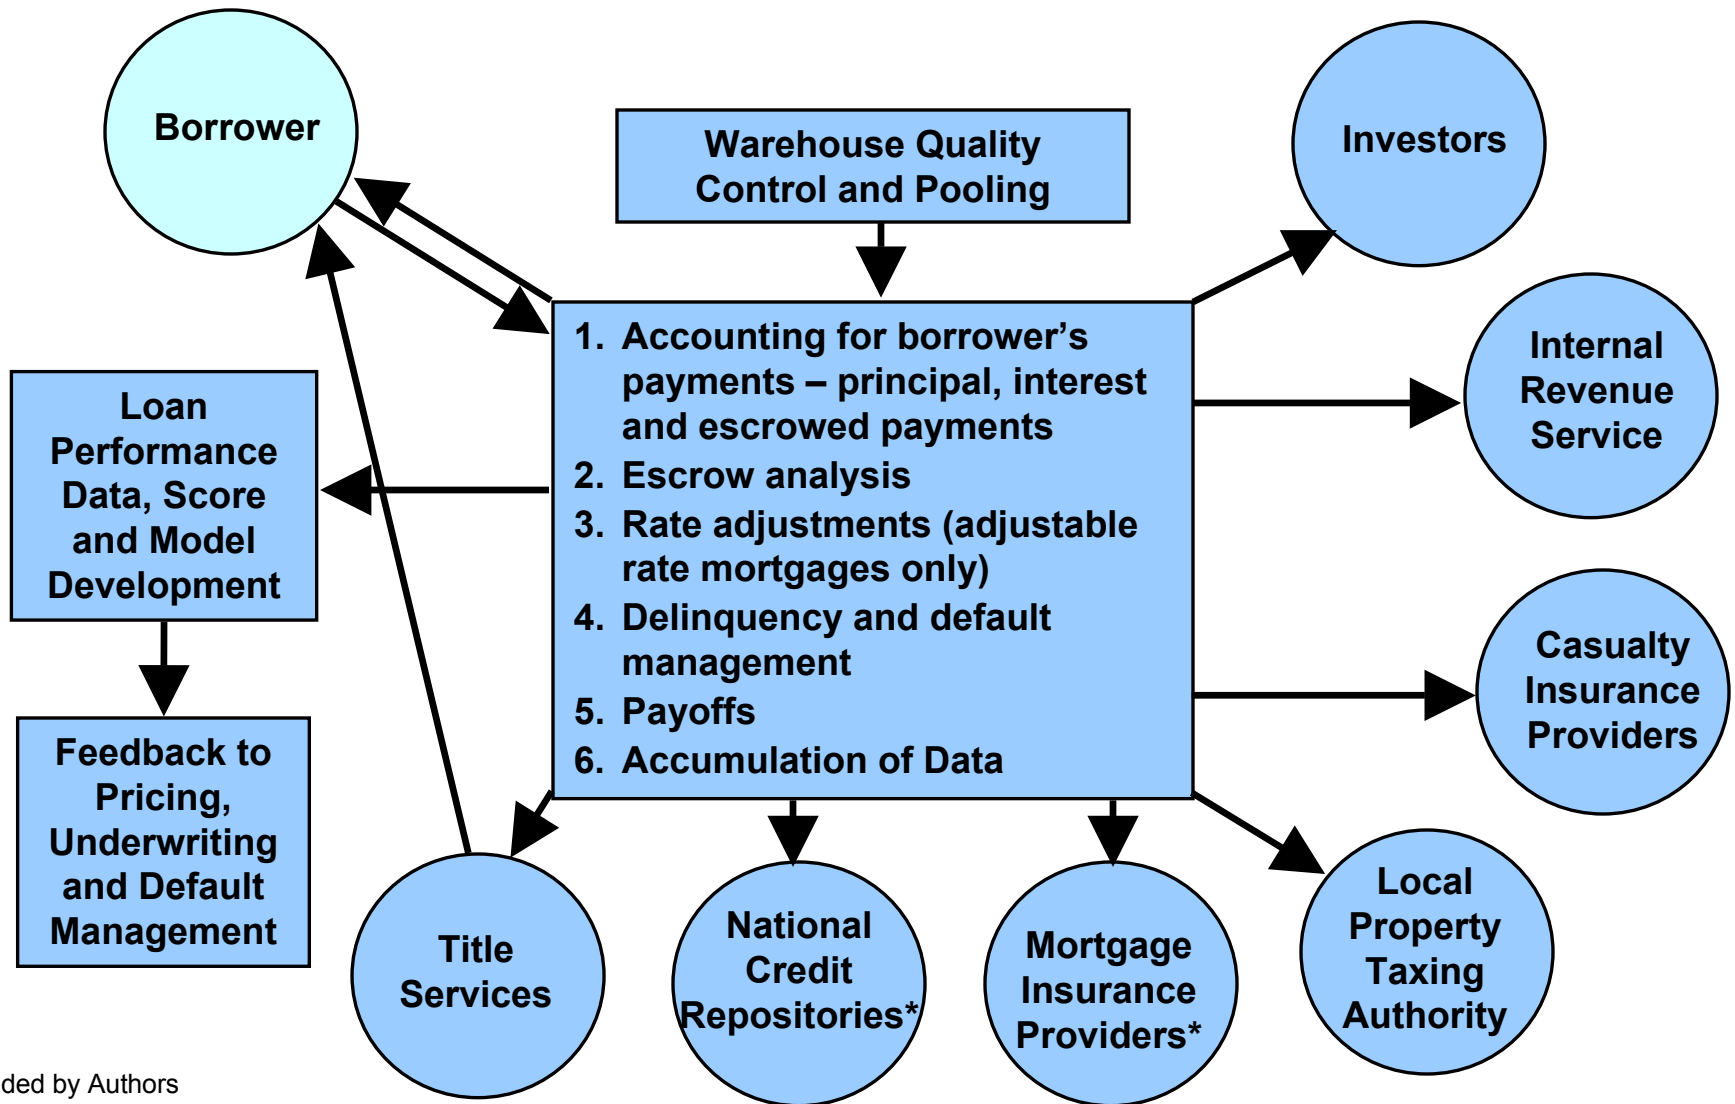 Borrower
Warehouse Quality
Control and Pooling
Investors
1. Accounting for borrower’s
payments – principal, interest
and escrowed payments
2. Escrow analysis
3. Rate adjustments (adjustable
rate mortgages only)
4. Delinquency and default
management
5. Payoffs
6. Accumulation of Data
Internal
Revenue
Service
Loan
Performance
Data, Score
and Model
Development
Casualty
Insurance
Providers
Feedback to
Pricing,
Underwriting
and Default
Management
Title
Services
National
Credit
Repositories*
Mortgage
Insurance
Providers*
Local
Property
Taxing
Authority
by Authors